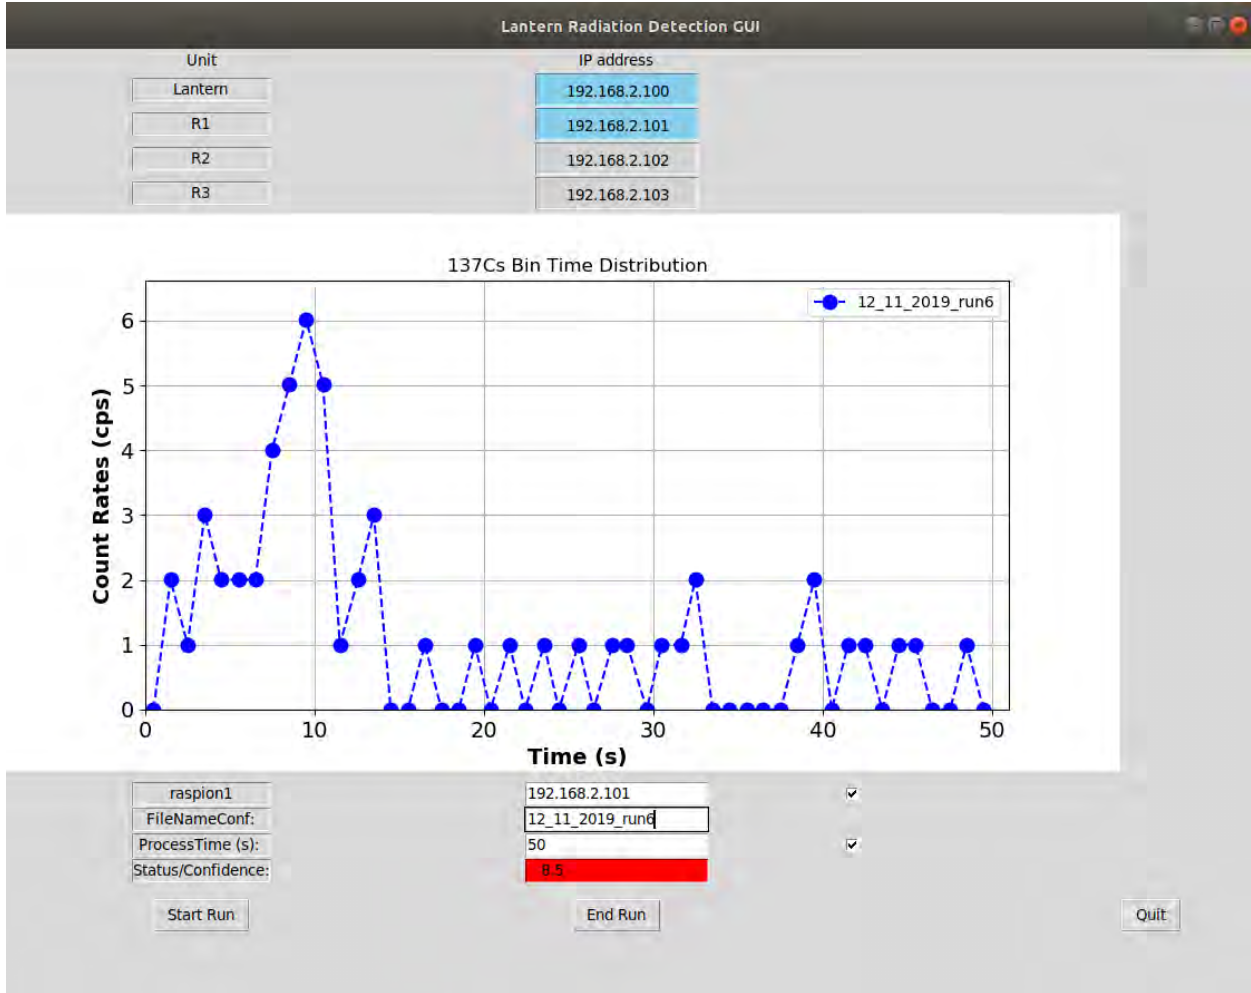 Lantern Radiation Detection GUI
Unit IP address
Lantern 192.168.2.100
R1 192.168.2.101
R2 192.168.2.102
R3 192.168.2.103
137Cs Bin Time Distribution
12_11_2019_run6
6
5
4
3
2
1
0
Count Rates (cps)
0 10 20 30 40 50
Time (s)
raspion1 192.168.2.101
FileNameConf: 12_11_2019_run6
ProcessTime (s): 50
Status/Confidence: 8.5
Start Run End Run Quit